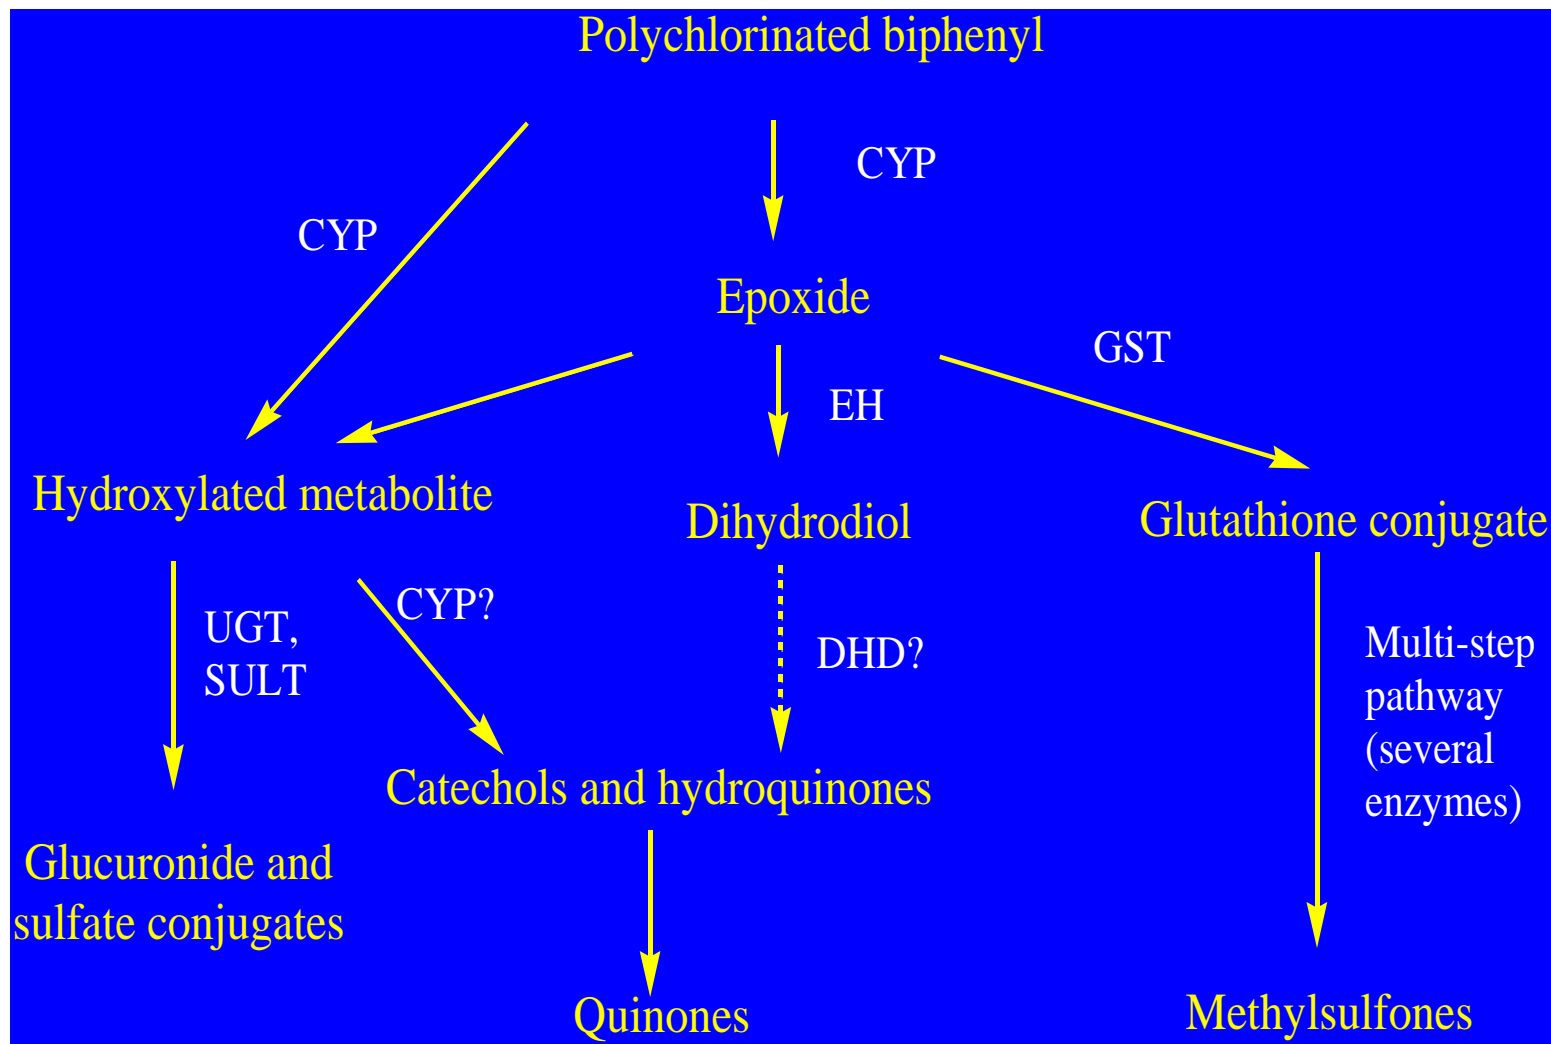 Polychlorinated biphenyl
CYP
CYP
Epoxide
GST
EH
Hydroxylated metabolite
Dihydrodiol
Glutathione conjugate
UGT,
SULT
CYP?
DHD?
Multi-step
pathway
(several
enzymes)
Catechols and hydroquinones
Glucuronide and
sulfate conjugates
Quinones
Methylsulfones